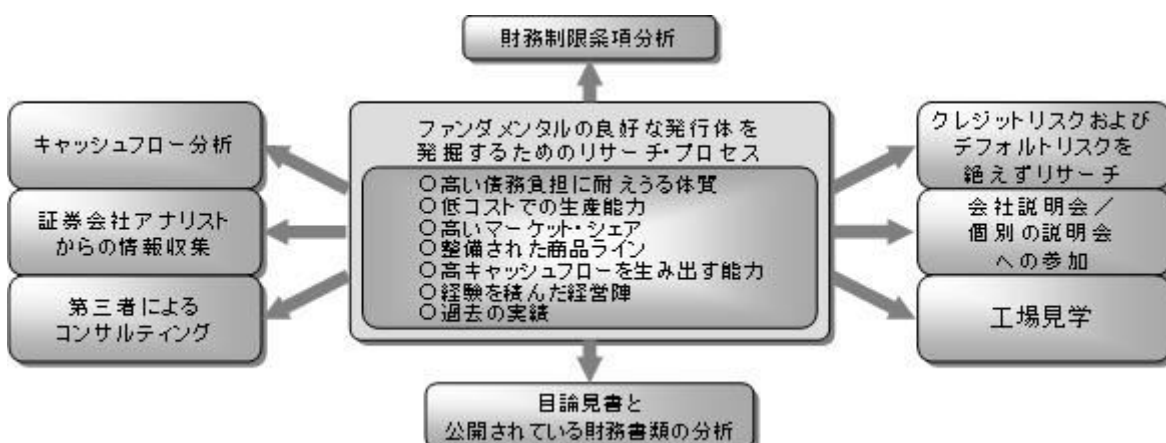 財務制限条項分析
キャッシュフロー分析
証券会社アナリスト
からの情報収集
第三者による
コンサルティング
ファンダメンタルの良好な発行体を
発掘するためのリサーチ・プロセス
○高い債務負担に耐えうる体質
○低コストでの生産能力
○高いマーケット・シェア
○整備された商品ライン
○高キャッシュフローを生み出す能力
○経験を積んだ経営陣
○過去の実績
クレジットリスクおよび
デフォルトリスクを
絶えずリサーチ
会社説明会／
個別の説明会
への参加
工場見学
目論見書と
公開されている財務書類の分析